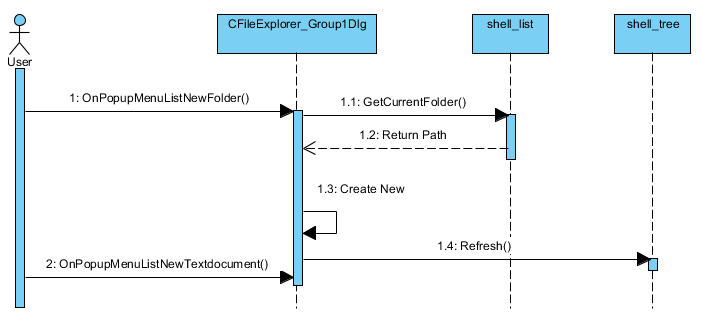 CFileExplorer_Group1Dlg
shell_list
shell_tree
User
1: OnPopupMenuListNewFolder()
1.1: GetCurrentFolder()
1.2: Return Path
1.3: Create New
1.4: Refresh()
2: OnPopupMenuListNewTextdocument()